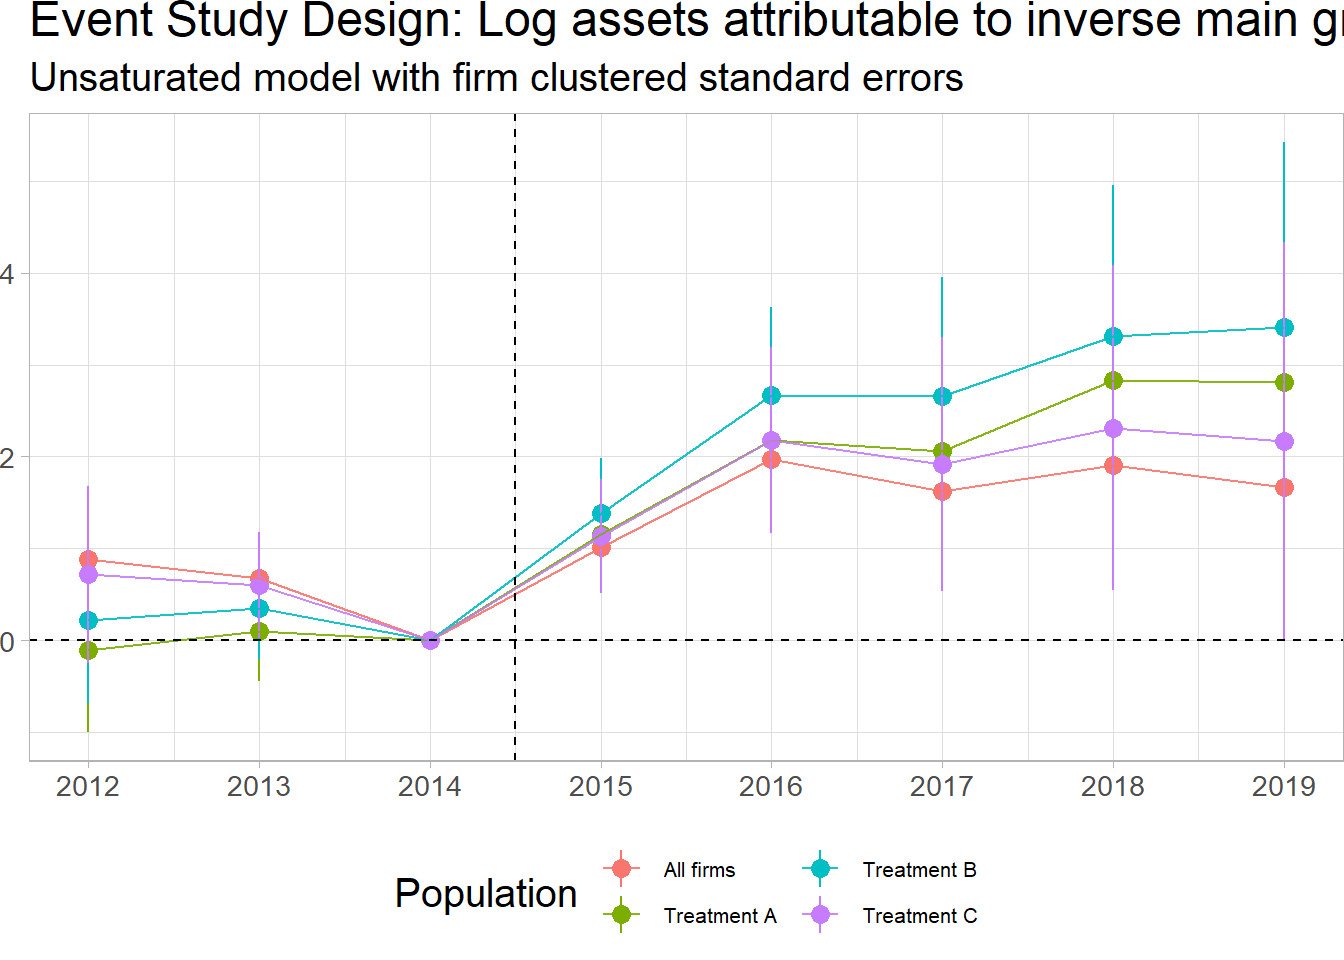 Event Study Design: Log assets attributable to inverse main
Unsaturated model with firm clustered standard errors
4
2
0
2012 2013 2014 2015 2016 2017 2018 2019
Population
All firms Treatment B
Treatment A Treatment C